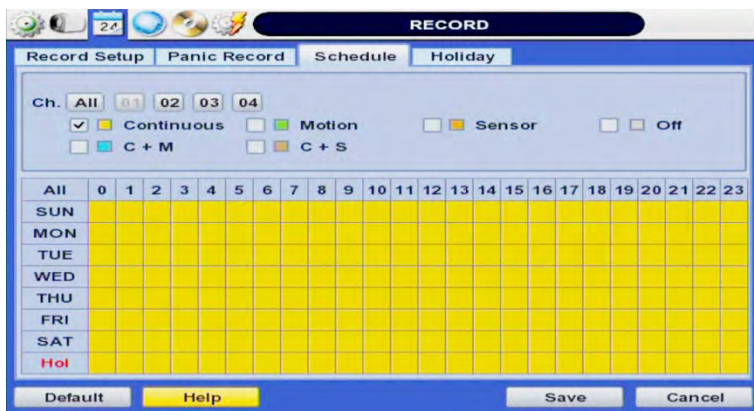 24 RECORD
Record Setup Panic Record Schedule Holiday
Ch. All 01 02 03 04
Continuous Motion Sensor Off
C + M C + S
All 0 1 2 3 4 5 6 7 8 9 10 11 12 13 14 15 16 17 18 19 20 21 22 23
SUN
MON
TUE
WED
THU
FRI
SAT
Hol
Default Help Save Cancel